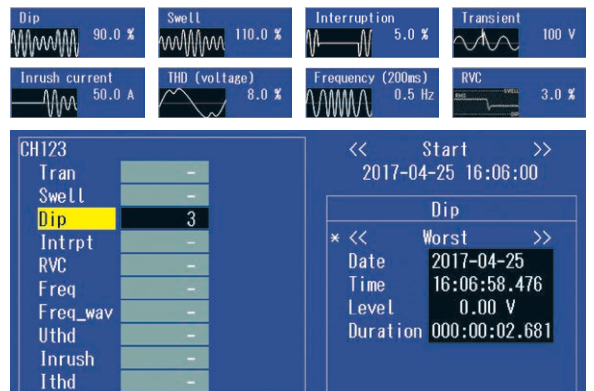 Dip
90.0 %
Swell
110.0 %
Interruption
5.0 %
Transient
100 V
Inrush current
50.0 A
THD (voltage)
8.0 %
Frequency (200ms)
0.5 Hz
RVC
RMS
SWELL
DIP
3.0 %
CH123
Tran -
Swell -
Dip 3
Intrpt -
RVC -
Freq -
Freq_wav -
Uthd -
Inrush -
Ithd -
<< Start >>
2017-04-25 16:06:00
Dip
* << Worst >>
Date 2017-04-25
Time 16:06:58.476
Level 0.00 V
Duration 000:00:02.681